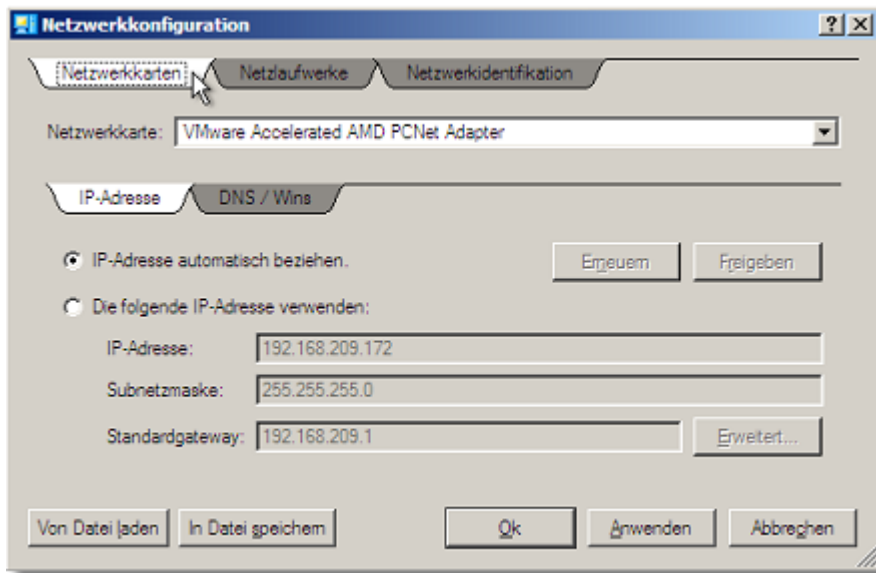 Netzwerkkonfiguration
Netzwerkkarten Netzlaufwerke Netzwerkidentifikation
Netzwerkkarte: VMware Accelerated AMD PCNet Adapter
IP-Adresse DNS / Wins
IP-Adresse automatisch beziehen. Erneuern Freigeben
Die folgende IP-Adresse verwenden:
IP-Adresse: 192.168.209.172
Subnetzmaske: 255.255.255.0
Standardgateway: 192.168.209.1 Erweitert...
Von Datei laden In Datei speichern Ok Anwenden Abbrechen